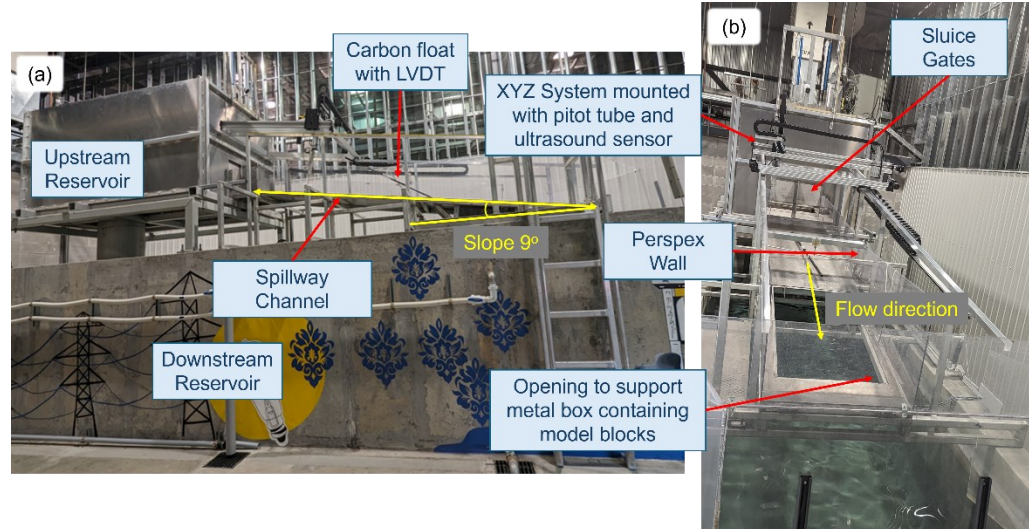 (a)
Carbon float
with LVDT
XYZ System mounted
with pitot tube and
ultrasound sensor
Upstream
Reservoir
Slope 9º
Spillway
Channel
Downstream
Reservoir
(b)
Sluice
Gates
Perspex
Wall
Flow direction
Opening to support
metal box containing
model blocks